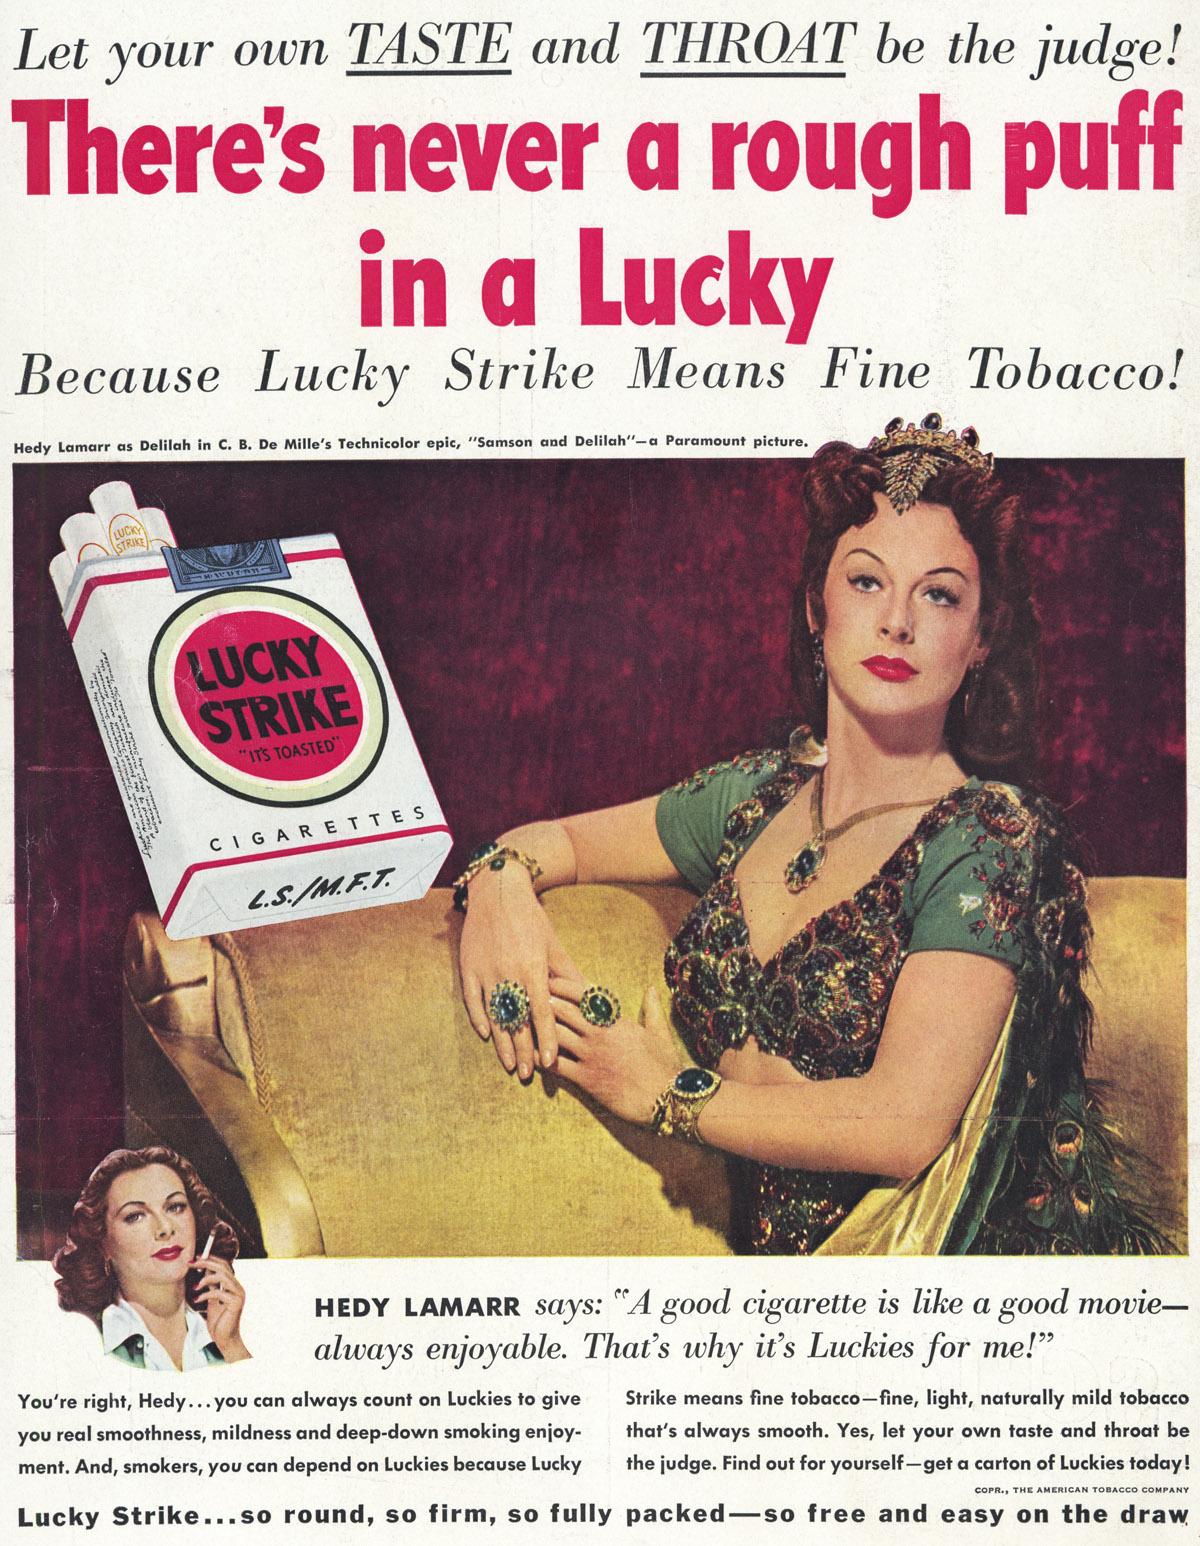 Let your own TASTE and THROAT be the judge!
There's never a rough puff
in a Lucky
Because Lucky Strike Means Fine Tobacco!
Hedy Lamarr as Delilah in C. B. De Mille's Technicolor epic, "Samson and Delilah"—a Paramount picture.
LUCKY
STRIKE
LUCKY
STRIKE
"IT'S TOASTED"
CIGARETTES
L.S./M.F.T.
HEDY LAMARR says: "A good cigarette is like a good movie—
always enjoyable. That's why it's Luckies for me!"
You're right, Hedy...you can always count on Luckies to give
you real smoothness, mildness and deep-down smoking enjoy-
ment. And, smokers, you can depend on Luckies because Lucky
Strike means fine tobacco—fine, light, naturally mild tobacco
that's always smooth. Yes, let your own taste and throat be
the judge. Find out for yourself—get a carton of Luckies today!
COPR., THE AMERICAN TOBACCO COMPANY
Lucky Strike...so round, so firm, so fully packed—so free and easy on the draw